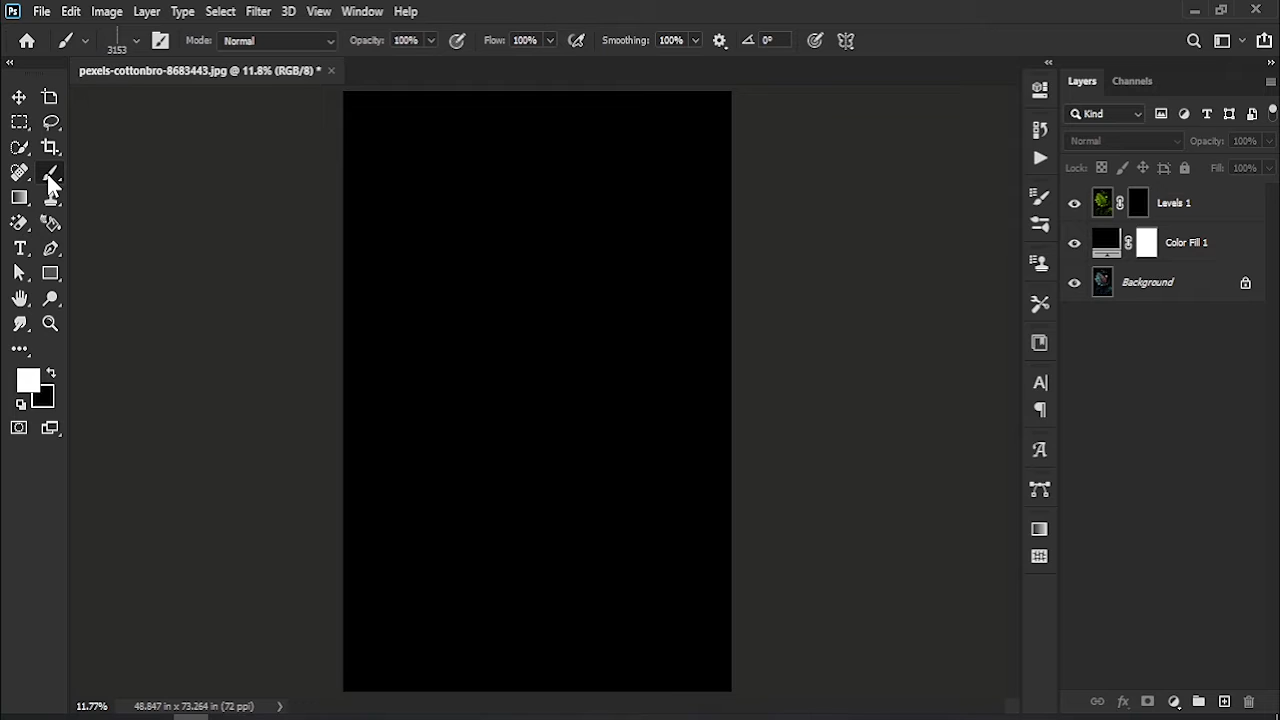 Ps File Edit Image Layer Type Select Filter 3D View Window Help
3153 Mode: Normal Opacity: 100% Flow: 100% Smoothing: 100% 0°
pexels-cottonbro-8683443.jpg @ 11.8% (RGB/8) *
Layers Channels
Kind
Normal Opacity: 100%
Lock: Fill: 100%
Levels 1
Color Fill 1
Background
11.77% 48.847 in x 73.264 in (72 ppi)